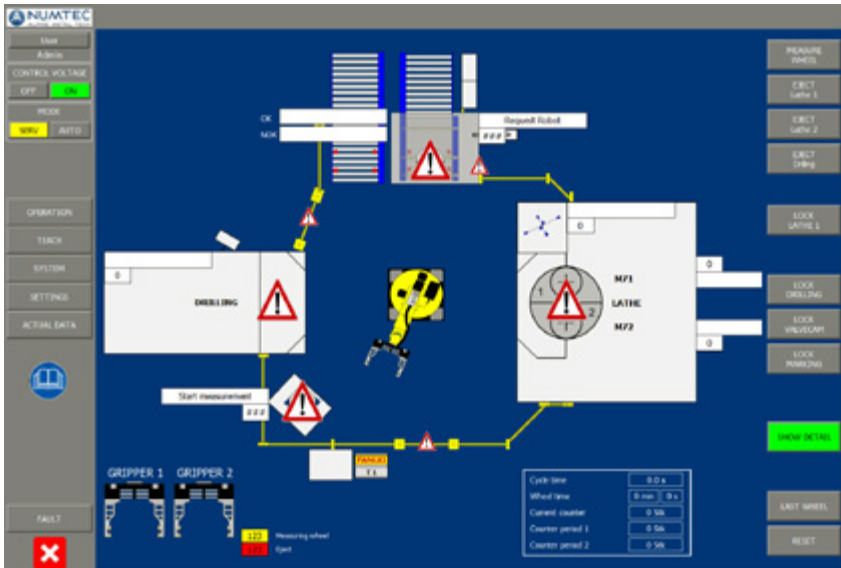 NUMTEC
User
Admin
CONTROL VOLTAGE
OFF ON
MODE
SERV AUTO
OPERATION
TEACH
SYSTEM
SETTINGS
ACTUAL DATA
FAULT
OK
NOK
Request Robot
###
MEASURE
WHEEL
EJECT
Lathe 1
EJECT
Lathe 2
EJECT
Drilling
LOCK
LATHE 1
LOCK
DRILLING
LOCK
VALVECAM
LOCK
MARKING
SHOW DETAIL
LAST WHEEL
RESET
0
DRILLING
0
M71
1
LATHE
2
M72
0
0
Start measurement
###
FANUC
T1
GRIPPER 1 GRIPPER 2
123 Measuring wheel
123 Eject
Cycle time 0.0 s
Wheel time 0 mn 0 s
Current counter 0 Stk
Counter period 1 0 Stk
Counter period 2 0 Stk